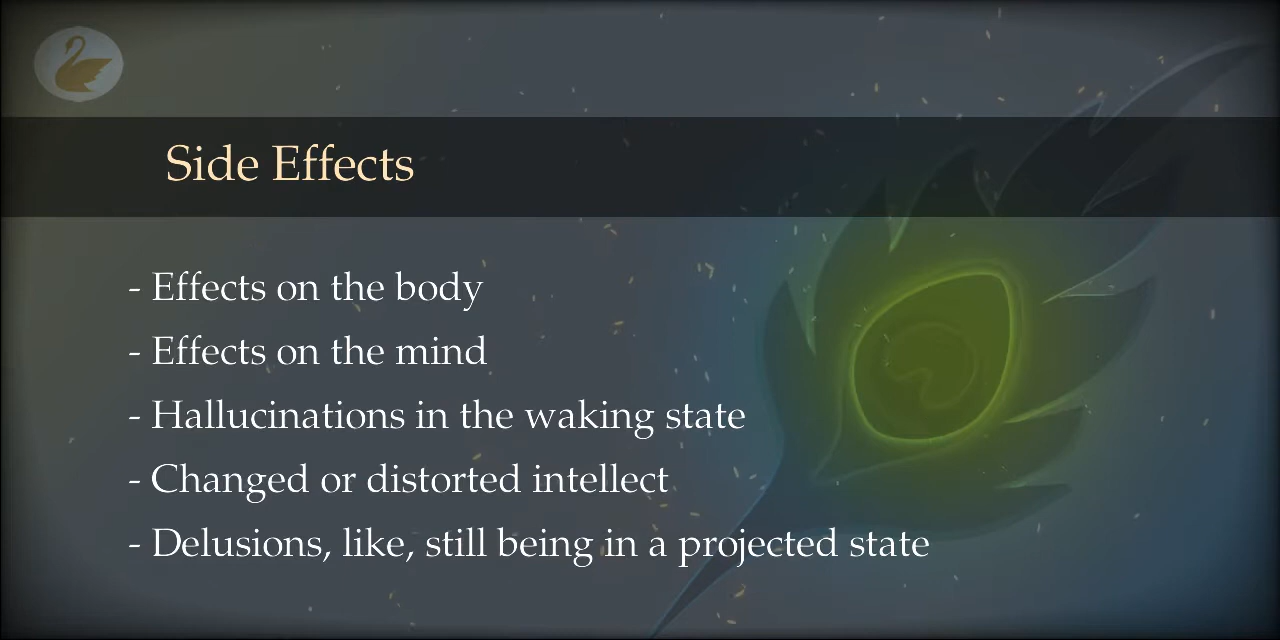 Side Effects
- Effects on the body
- Effects on the mind
- Hallucinations in the waking state
- Changed or distorted intellect
- Delusions, like, still being in a projected state